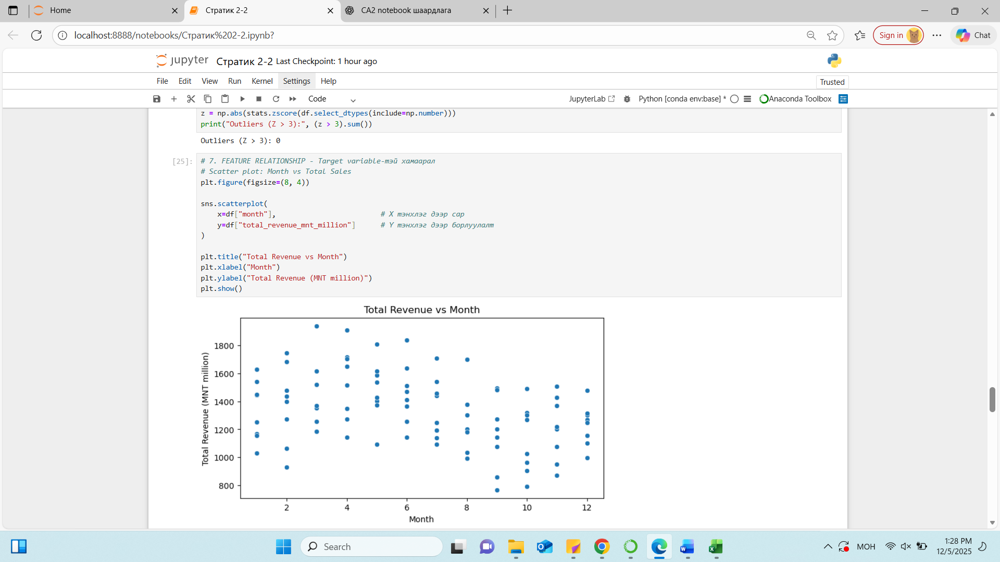 Home
Стратик 2-2
CA2 notebook шаардлага
localhost:8888/notebooks/Стратик%202-2.ipynb?
Sign in
Chat
jupyter
Стратик 2-2
Last Checkpoint: 1 hour ago
File
Edit
View
Run
Kernel
Settings
Help
Trusted
Code
JupyterLab
Python [conda env:base] *
Anaconda Toolbox
z = np.abs(stats.zscore(df.select_dtypes(include=np.number)))
print("Outliers (Z > 3):", (z > 3).sum())
Outliers (Z > 3): 0
[25]:
# 7. FEATURE RELATIONSHIP - Target variable-тэй хамаарал
# Scatter plot: Month vs Total Sales
plt.figure(figsize=(8, 4))
sns.scatterplot(
x=df["month"], # X тэнхлэг дээр сар
y=df["total_revenue_mnt_million"] # Y тэнхлэг дээр борлуулалт
)
plt.title("Total Revenue vs Month")
plt.xlabel("Month")
plt.ylabel("Total Revenue (MNT million)")
plt.show()
Total Revenue vs Month
Total Revenue (MNT million)
1800
1600
1400
1200
1000
800
2
4
6
8
10
12
Month
Search
МОН
1:28 PM
12/5/2025